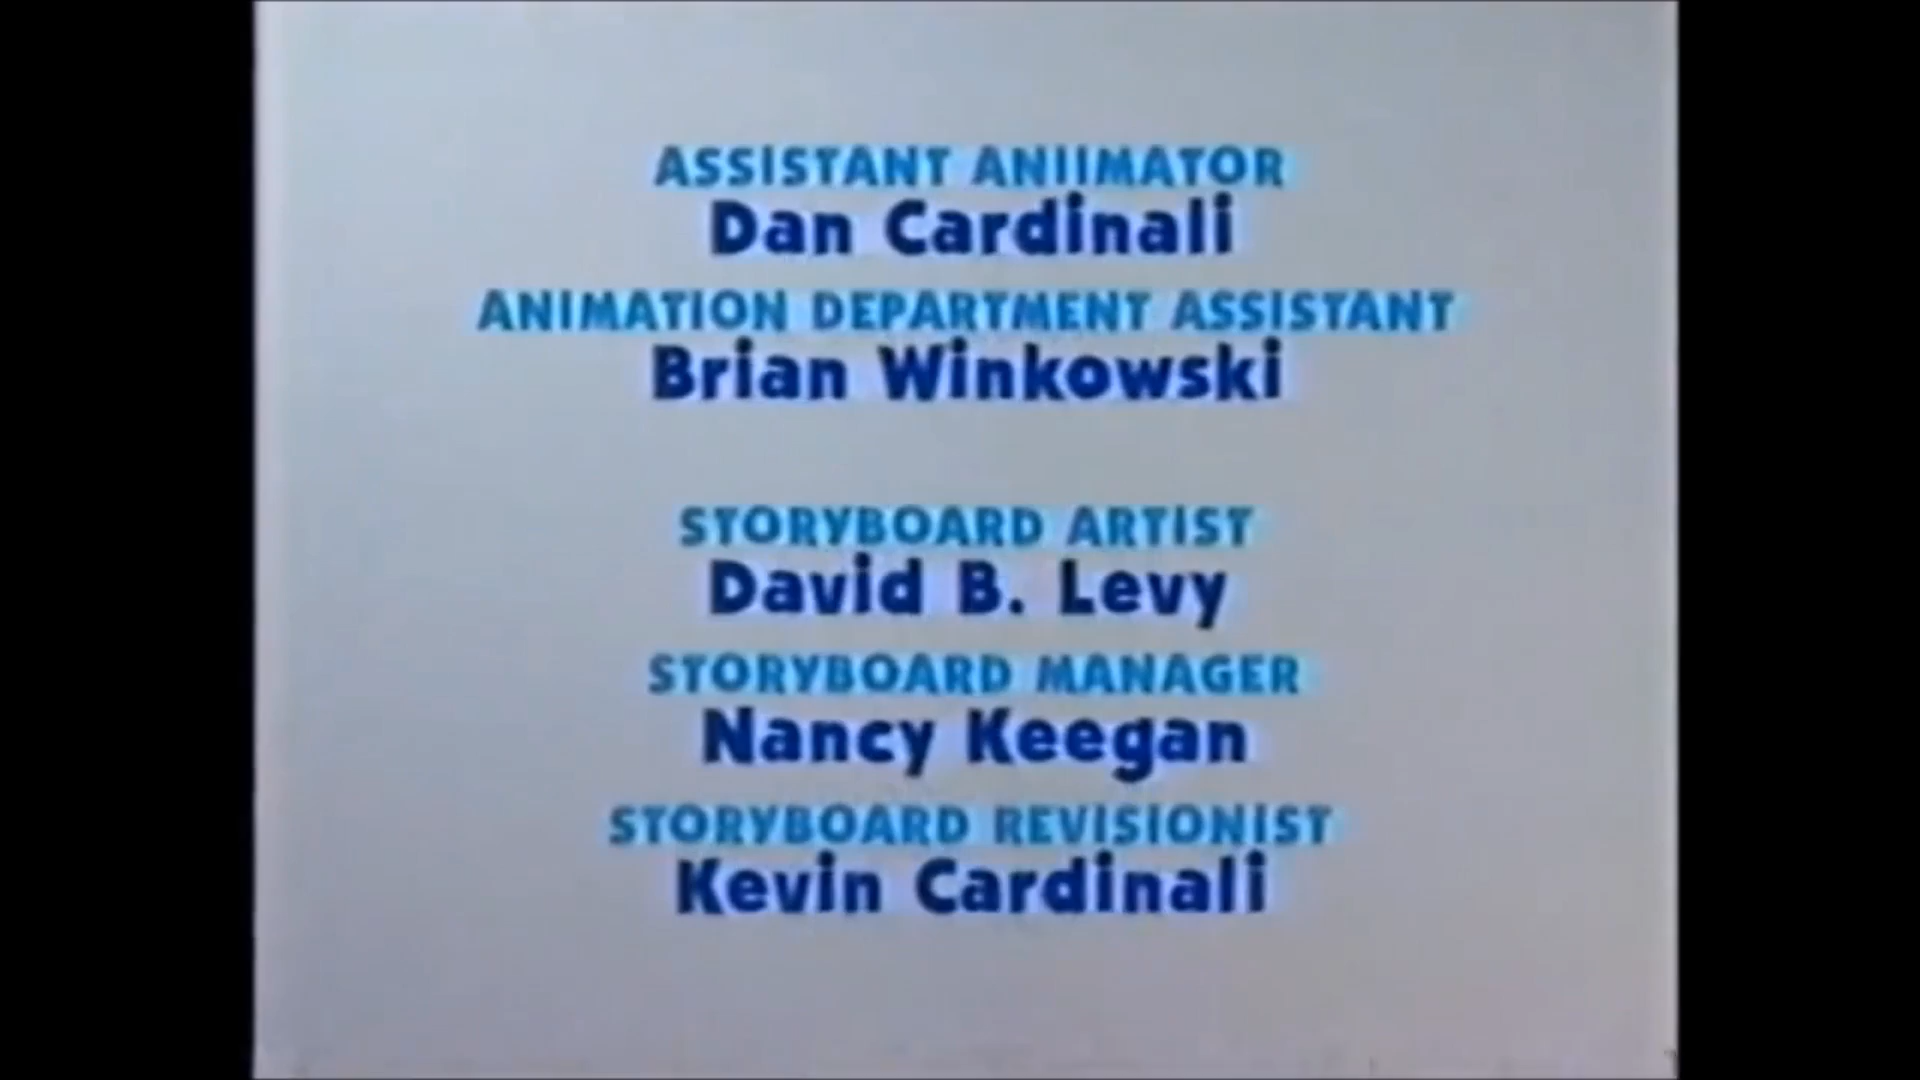 ASSISTANT ANIIMATOR
Dan Cardinali
ANIMATION DEPARTMENT ASSISTANT
Brian Winkowski
STORYBOARD ARTIST
David B. Levy
STORYBOARD MANAGER
Nancy Keegan
STORYBOARD REVISIONIST
Kevin Cardinali